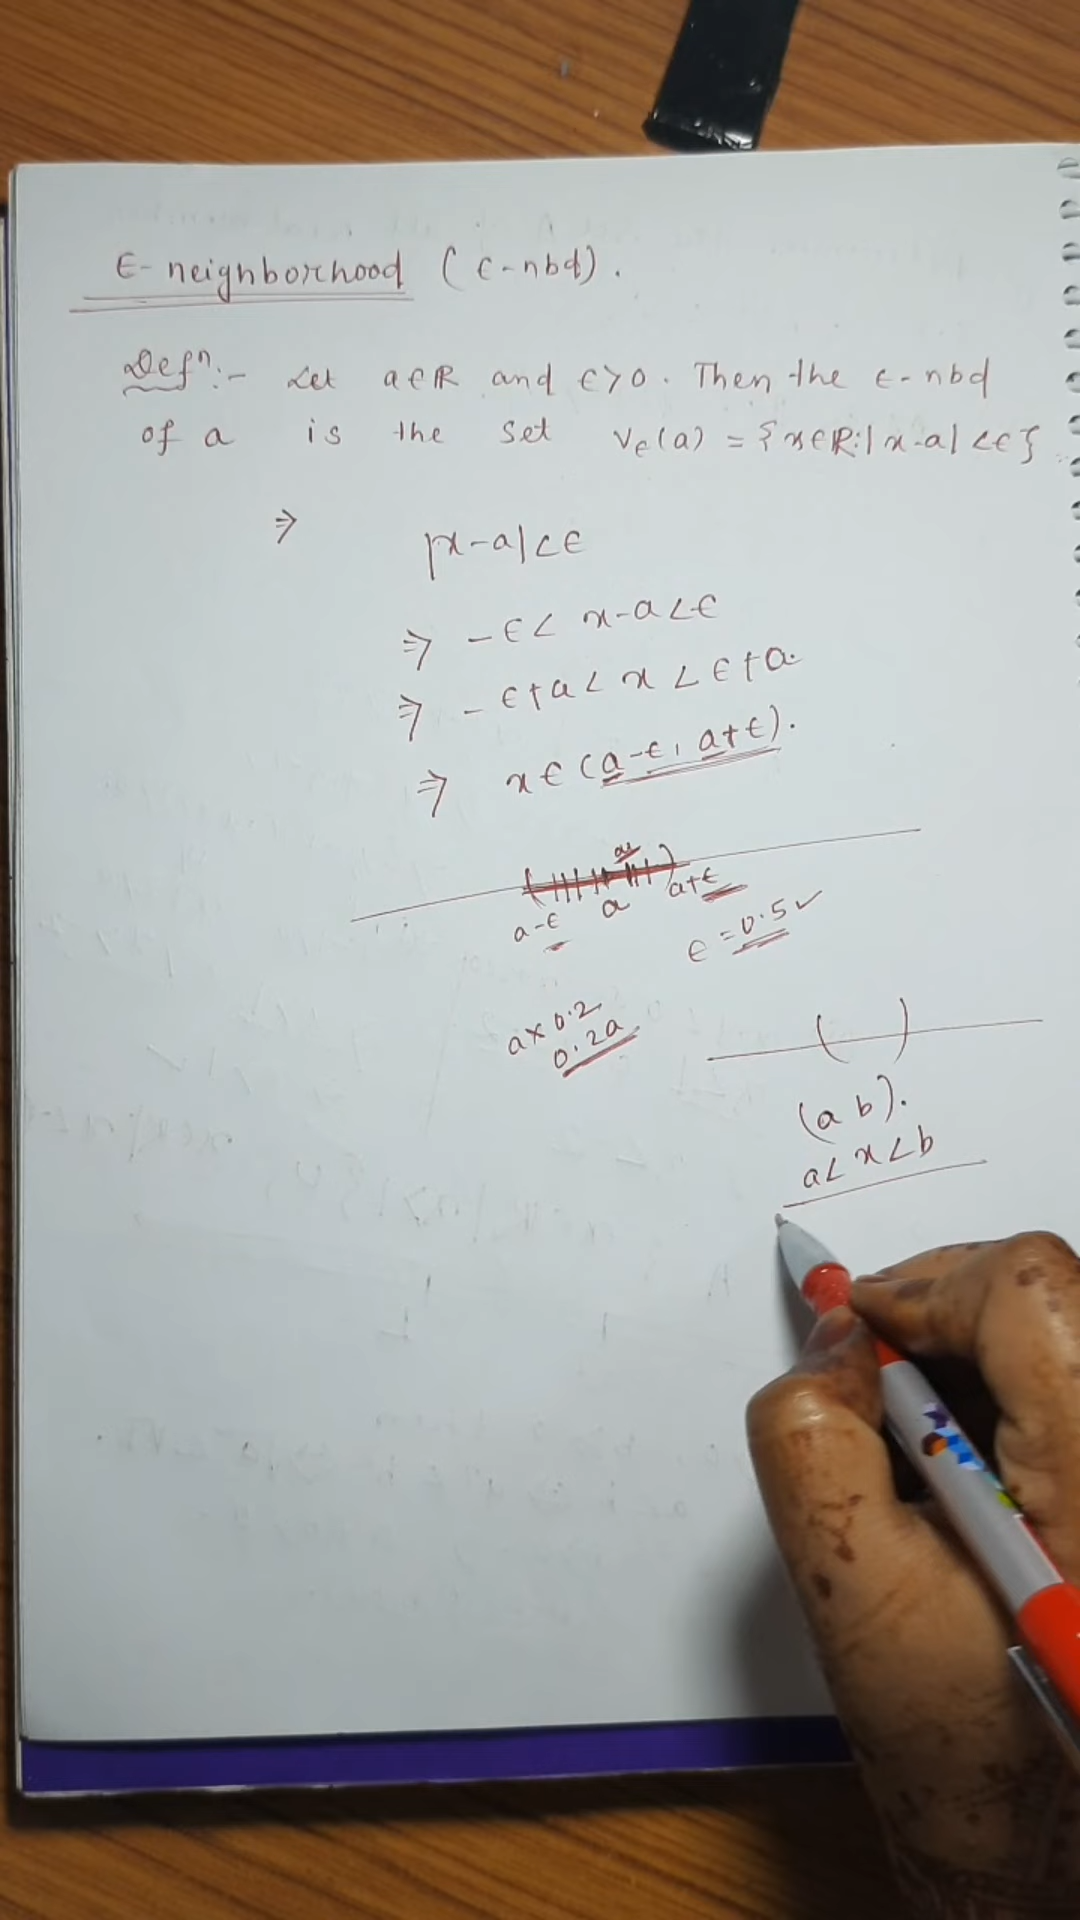 ϵ- neighborhood (ϵ-nbd).
Defⁿ:- Let a∈ℝ and ϵ>0. Then the ϵ-nbd
of a is the set Vϵ(a) = {x∈ℝ:|x-a|<ϵ}
⇒ |x-a|<ϵ
⇒ -ϵ< x-a<ϵ
⇒ -ϵ+a< x <ϵ+a.
⇒ x∈(a-ϵ, a+ϵ).
( a )
a-ϵ a a+ϵ
ϵ = 0.5✓
a×0.2
0.2a
( )
(a b).
a< x<b